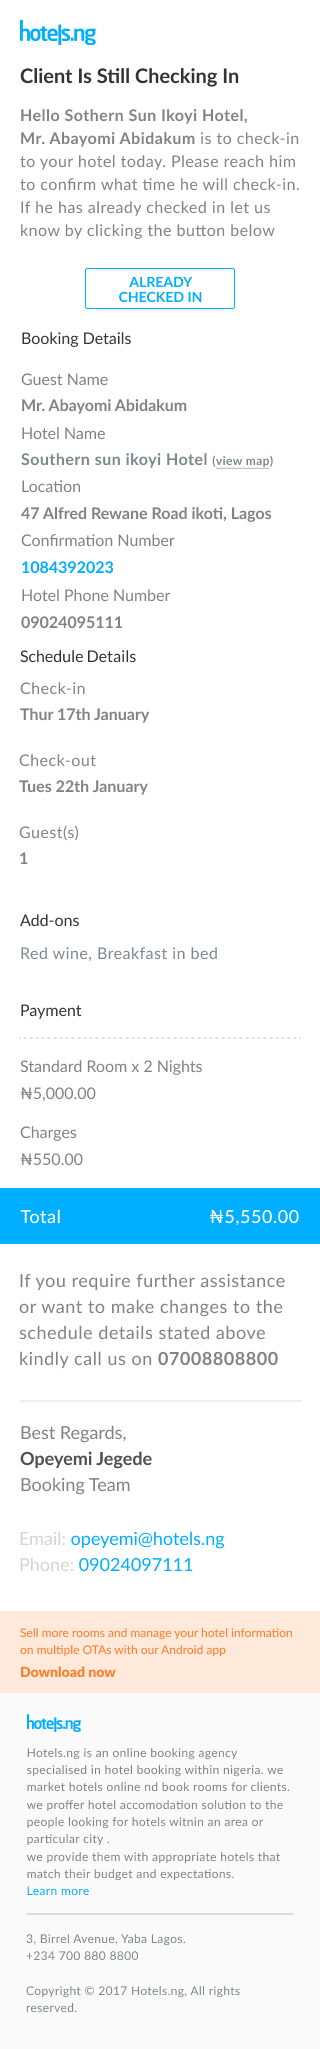 hotels.ng
Client Is Still Checking In
Hello Sothern Sun Ikoyi Hotel,
Mr. Abayomi Abidakum is to check-in
to your hotel today. Please reach him
to confirm what time he will check-in.
If he has already checked in let us
know by clicking the button below
ALREADY
CHECKED IN
Booking Details
Guest Name
Mr. Abayomi Abidakum
Hotel Name
Southern sun ikoyi Hotel (view map)
Location
47 Alfred Rewane Road ikoti, Lagos
Confirmation Number
1084392023
Hotel Phone Number
09024095111
Schedule Details
Check-in
Thur 17th January
Check-out
Tues 22th January
Guest(s)
1
Add-ons
Red wine, Breakfast in bed
Payment
Standard Room x 2 Nights
₦5,000.00
Charges
₦550.00
Total ₦5,550.00
If you require further assistance
or want to make changes to the
schedule details stated above
kindly call us on 07008808800
Best Regards,
Opeyemi Jegede
Booking Team
Email: opeyemi@hotels.ng
Phone: 09024097111
Sell more rooms and manage your hotel information
on multiple OTAs with our Android app
Download now
hotels.ng
Hotels.ng is an online booking agency
specialised in hotel booking within nigeria. we
market hotels online nd book rooms for clients.
we proffer hotel accomodation solution to the
people looking for hotels witnin an area or
particular city .
we provide them with appropriate hotels that
match their budget and expectations.
Learn more
3, Birrel Avenue, Yaba Lagos.
+234 700 880 8800
Copyright © 2017 Hotels.ng, All rights
reserved.